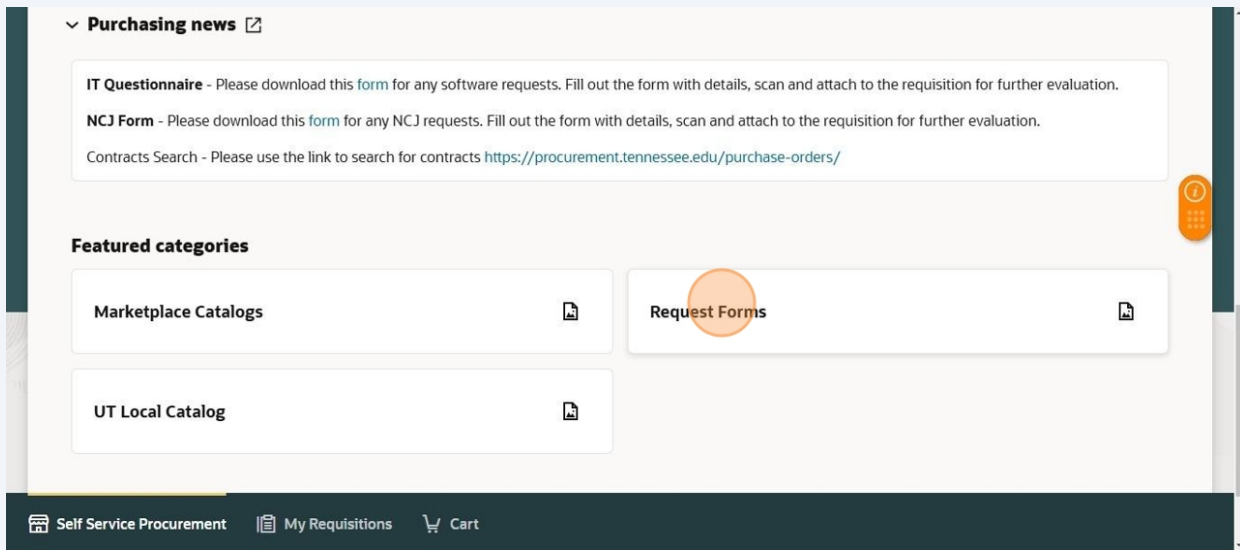 Purchasing news
IT Questionnaire - Please download this form for any software requests. Fill out the form with details, scan and attach to the requisition for further evaluation.
NCJ Form - Please download this form for any NCJ requests. Fill out the form with details, scan and attach to the requisition for further evaluation.
Contracts Search - Please use the link to search for contracts https://procurement.tennessee.edu/purchase-orders/
Featured categories
Marketplace Catalogs
Request Forms
UT Local Catalog
Self Service Procurement My Requisitions Cart